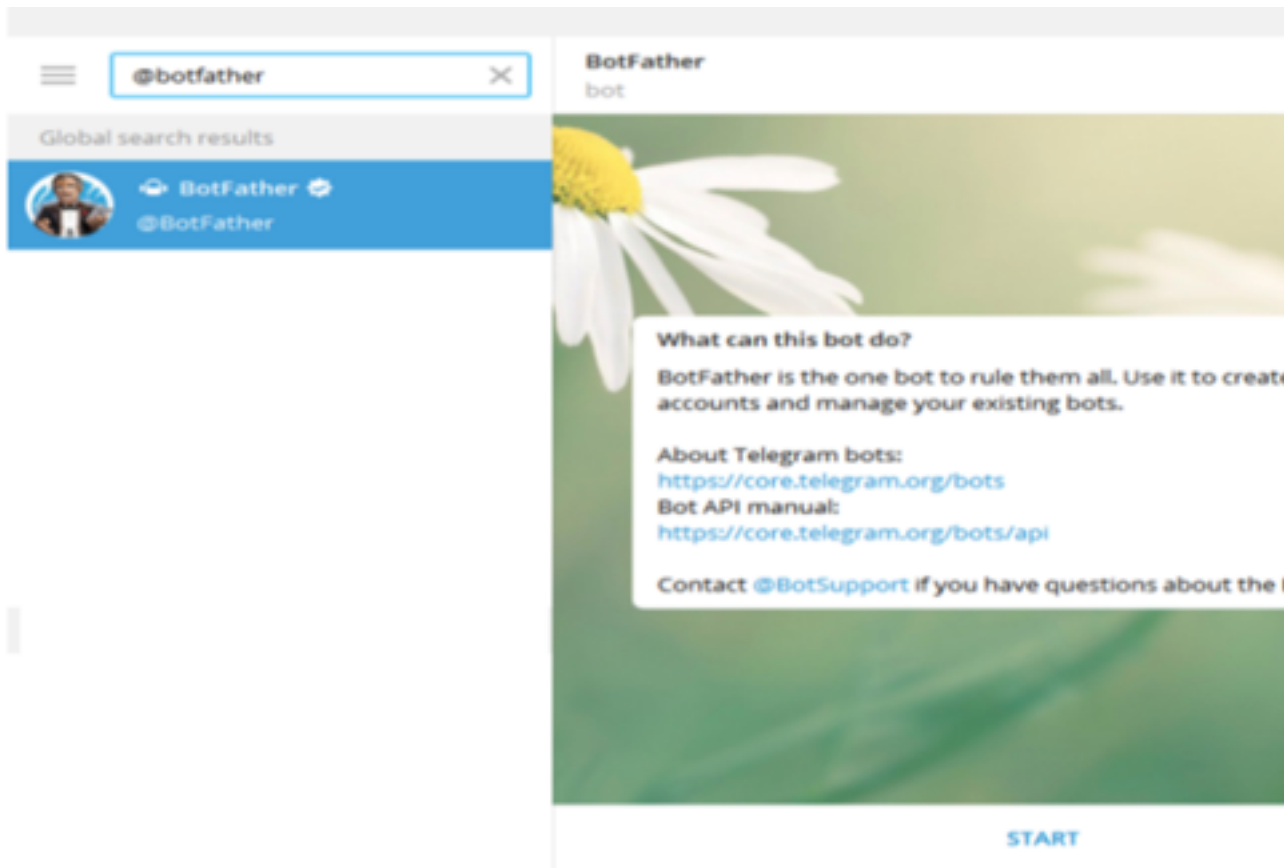 @botfather
Global search results
BotFather
@BotFather
BotFather
bot
What can this bot do?
BotFather is the one bot to rule them all. Use it to create
accounts and manage your existing bots.
About Telegram bots:
https://core.telegram.org/bots
Bot API manual:
https://core.telegram.org/bots/api
Contact @BotSupport if you have questions about the
START